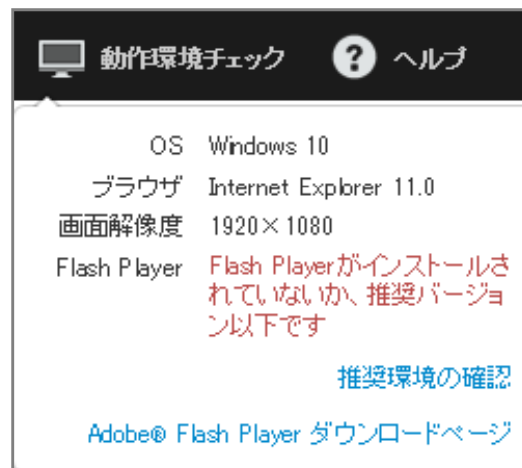 動作環境チェック ? ヘルプ
OS Windows 10
ブラウザ Internet Explorer 11.0
画面解像度 1920×1080
Flash Player Flash Playerがインストールさ
れていないか、推奨バージョ
ン以下です
推奨環境の確認
Adobe® Flash Player ダウンロードページ